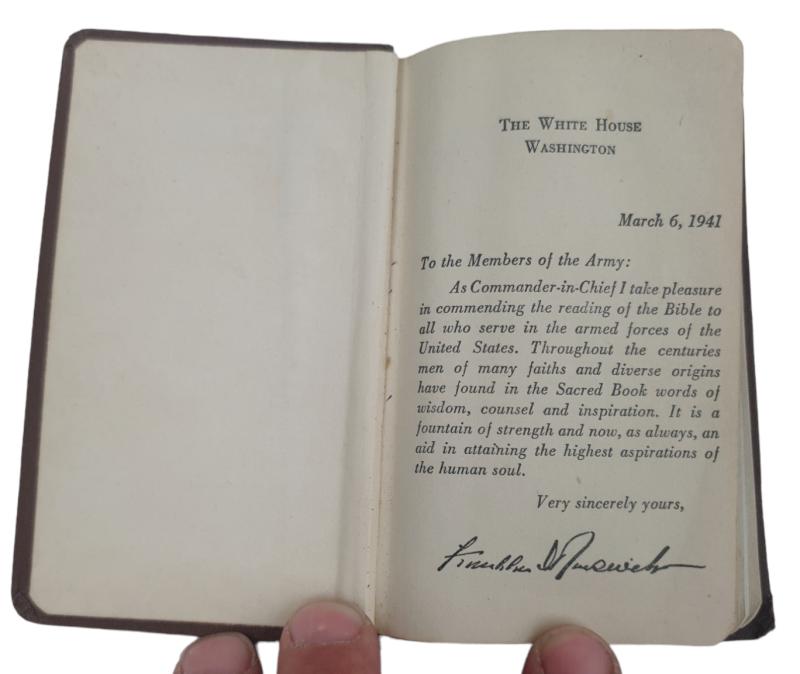 THE WHITE HOUSE
WASHINGTON
March 6, 1941
To the Members of the Army:
As Commander-in-Chief I take pleasure
in commending the reading of the Bible to
all who serve in the armed forces of the
United States. Throughout the centuries
men of many faiths and diverse origins
have found in the Sacred Book words of
wisdom, counsel and inspiration. It is a
fountain of strength and now, as always, an
aid in attaining the highest aspirations of
the human soul.
Very sincerely yours,
Franklin D Roosevelt